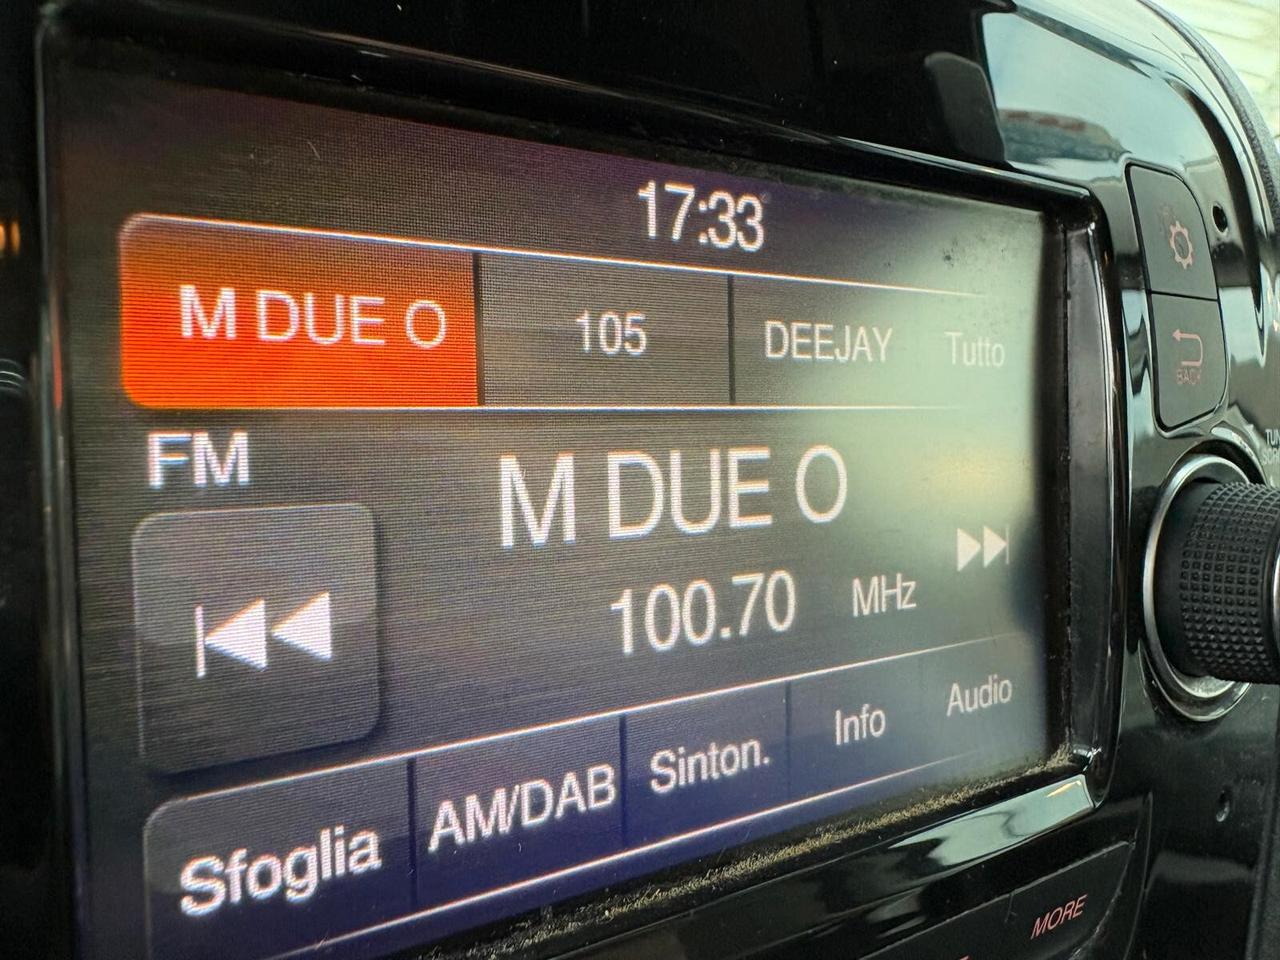 17:33
M DUE O 105 DEEJAY Tutto
FM
M DUE O
100.70 MHz
Sfoglia AM/DAB Sinton. Info Audio
BACK
MORE